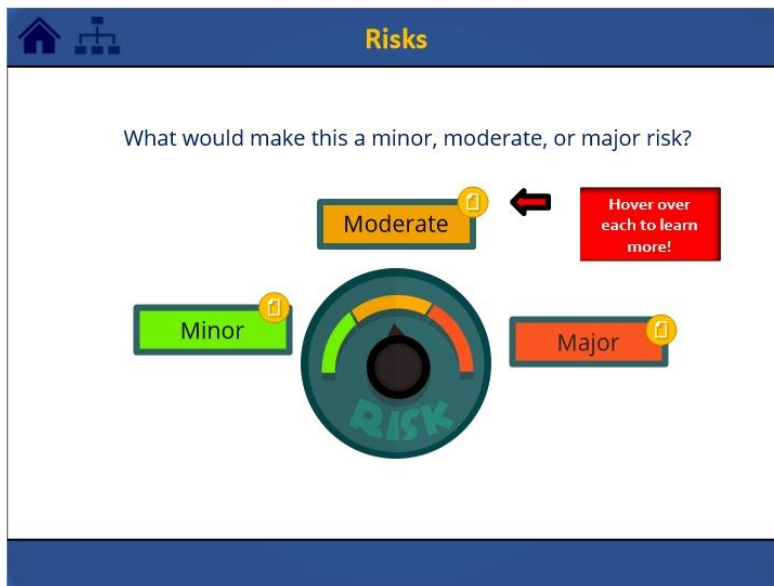 Risks
What would make this a minor, moderate, or major risk?
Moderate
Hover over
each to learn
more!
Minor
Major
RISK